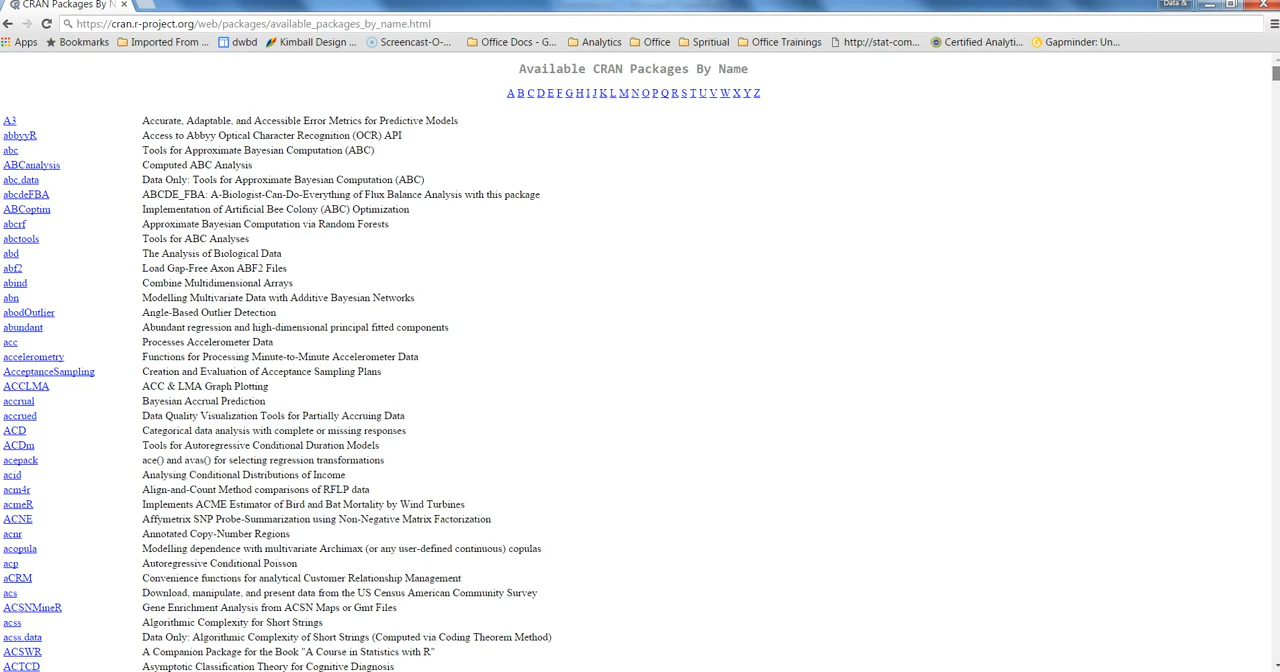 CRAN Packages By N
Data &
https://cran.r-project.org/web/packages/available_packages_by_name.html
Apps Bookmarks Imported From ... dwbd Kimball Design ... Screencast-O-... Office Docs - G... Analytics Office Spritiual Office Trainings http://stat-com... Certified Analyti... Gapminder: Un...
Available CRAN Packages By Name
A B C D E F G H I J K L M N O P Q R S T U V W X Y Z
A3 Accurate, Adaptable, and Accessible Error Metrics for Predictive Models
abbyyR Access to Abbyy Optical Character Recognition (OCR) API
abc Tools for Approximate Bayesian Computation (ABC)
ABCanalysis Computed ABC Analysis
abc.data Data Only: Tools for Approximate Bayesian Computation (ABC)
abcdeFBA ABCDE_FBA: A-Biologist-Can-Do-Everything of Flux Balance Analysis with this package
ABCoptim Implementation of Artificial Bee Colony (ABC) Optimization
abcrf Approximate Bayesian Computation via Random Forests
abctools Tools for ABC Analyses
abd The Analysis of Biological Data
abf2 Load Gap-Free Axon ABF2 Files
abind Combine Multidimensional Arrays
abn Modelling Multivariate Data with Additive Bayesian Networks
abodOutlier Angle-Based Outlier Detection
abundant Abundant regression and high-dimensional principal fitted components
acc Processes Accelerometer Data
accelerometry Functions for Processing Minute-to-Minute Accelerometer Data
AcceptanceSampling Creation and Evaluation of Acceptance Sampling Plans
ACCLMA ACC & LMA Graph Plotting
accrual Bayesian Accrual Prediction
accrued Data Quality Visualization Tools for Partially Accruing Data
ACD Categorical data analysis with complete or missing responses
ACDm Tools for Autoregressive Conditional Duration Models
acepack ace() and avas() for selecting regression transformations
acid Analysing Conditional Distributions of Income
acm4r Align-and-Count Method comparisons of RFLP data
acmeR Implements ACME Estimator of Bird and Bat Mortality by Wind Turbines
ACNE Affymetrix SNP Probe-Summarization using Non-Negative Matrix Factorization
acnr Annotated Copy-Number Regions
acopula Modelling dependence with multivariate Archimax (or any user-defined continuous) copulas
acp Autoregressive Conditional Poisson
aCRM Convenience functions for analytical Customer Relationship Management
acs Download, manipulate, and present data from the US Census American Community Survey
ACSNMineR Gene Enrichment Analysis from ACSN Maps or Gmt Files
acss Algorithmic Complexity for Short Strings
acss.data Data Only: Algorithmic Complexity of Short Strings (Computed via Coding Theorem Method)
ACSWR A Companion Package for the Book "A Course in Statistics with R"
ACTCD Asymptotic Classification Theory for Cognitive Diagnosis